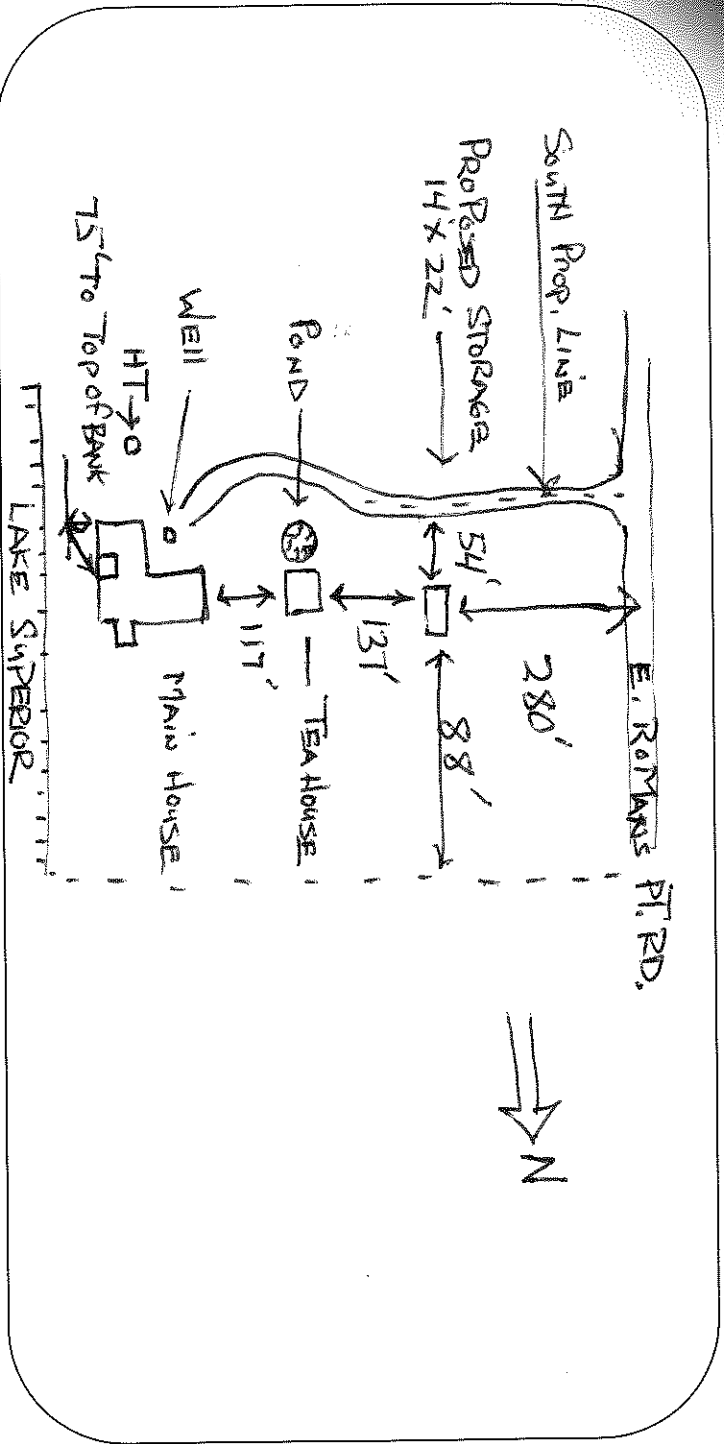 E. ROMANS PT. RD.
SOUTH PROP. LINE
280'
PROPOSED STORAGE
14' X 22'
54'
88'
137'
POND
TEA HOUSE
117'
WELL
MAIN HOUSE
HT
75' TO TOP OF BANK
LAKE SUPERIOR
N